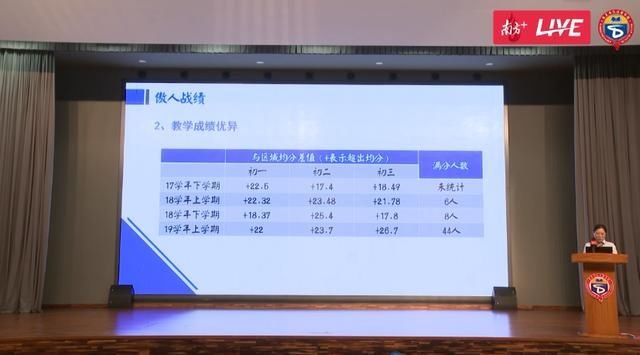 南方+ LIVE
傲人战绩
2、教学成绩优异
与区域均分差值(+表示超出均分) 满分人数
初一 初二 初三
17学年下学期 +22.5 +17.4 +18.49 未统计
18学年上学期 +22.32 +23.48 +21.78 6人
18学年下学期 +18.37 +25.4 +17.8 8人
19学年上学期 +22 +23.7 +26.7 44人